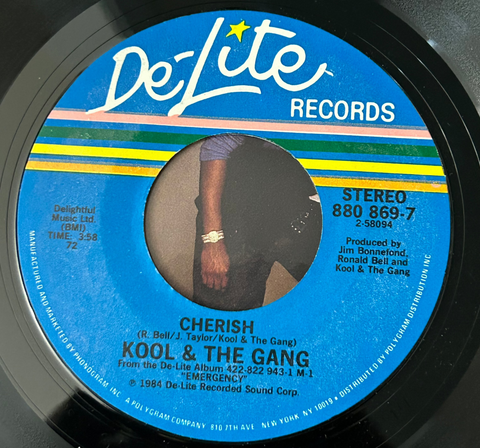 De-Lite
RECORDS
Delightful
Music Ltd.
(BMI)
TIME: 3:58
72
STEREO
880 869-7
2-58094
Produced by
Jim Bonnefond,
Ronald Bell and
Kool & The Gang
CHERISH
(R. Bell/J. Taylor/Kool & The Gang)
KOOL & THE GANG
From the De-Lite Album 422-822 943-1 M-1
"EMERGENCY"
℗ 1984 De-Lite Recorded Sound Corp.
MANUFACTURED AND MARKETED BY PHONOGRAM INC
A POLYGRAM COMPANY 810 7TH AVE. NEW YORK, NY 10019 • DISTRIBUTED BY POLYGRAM DISTRIBUTION INC